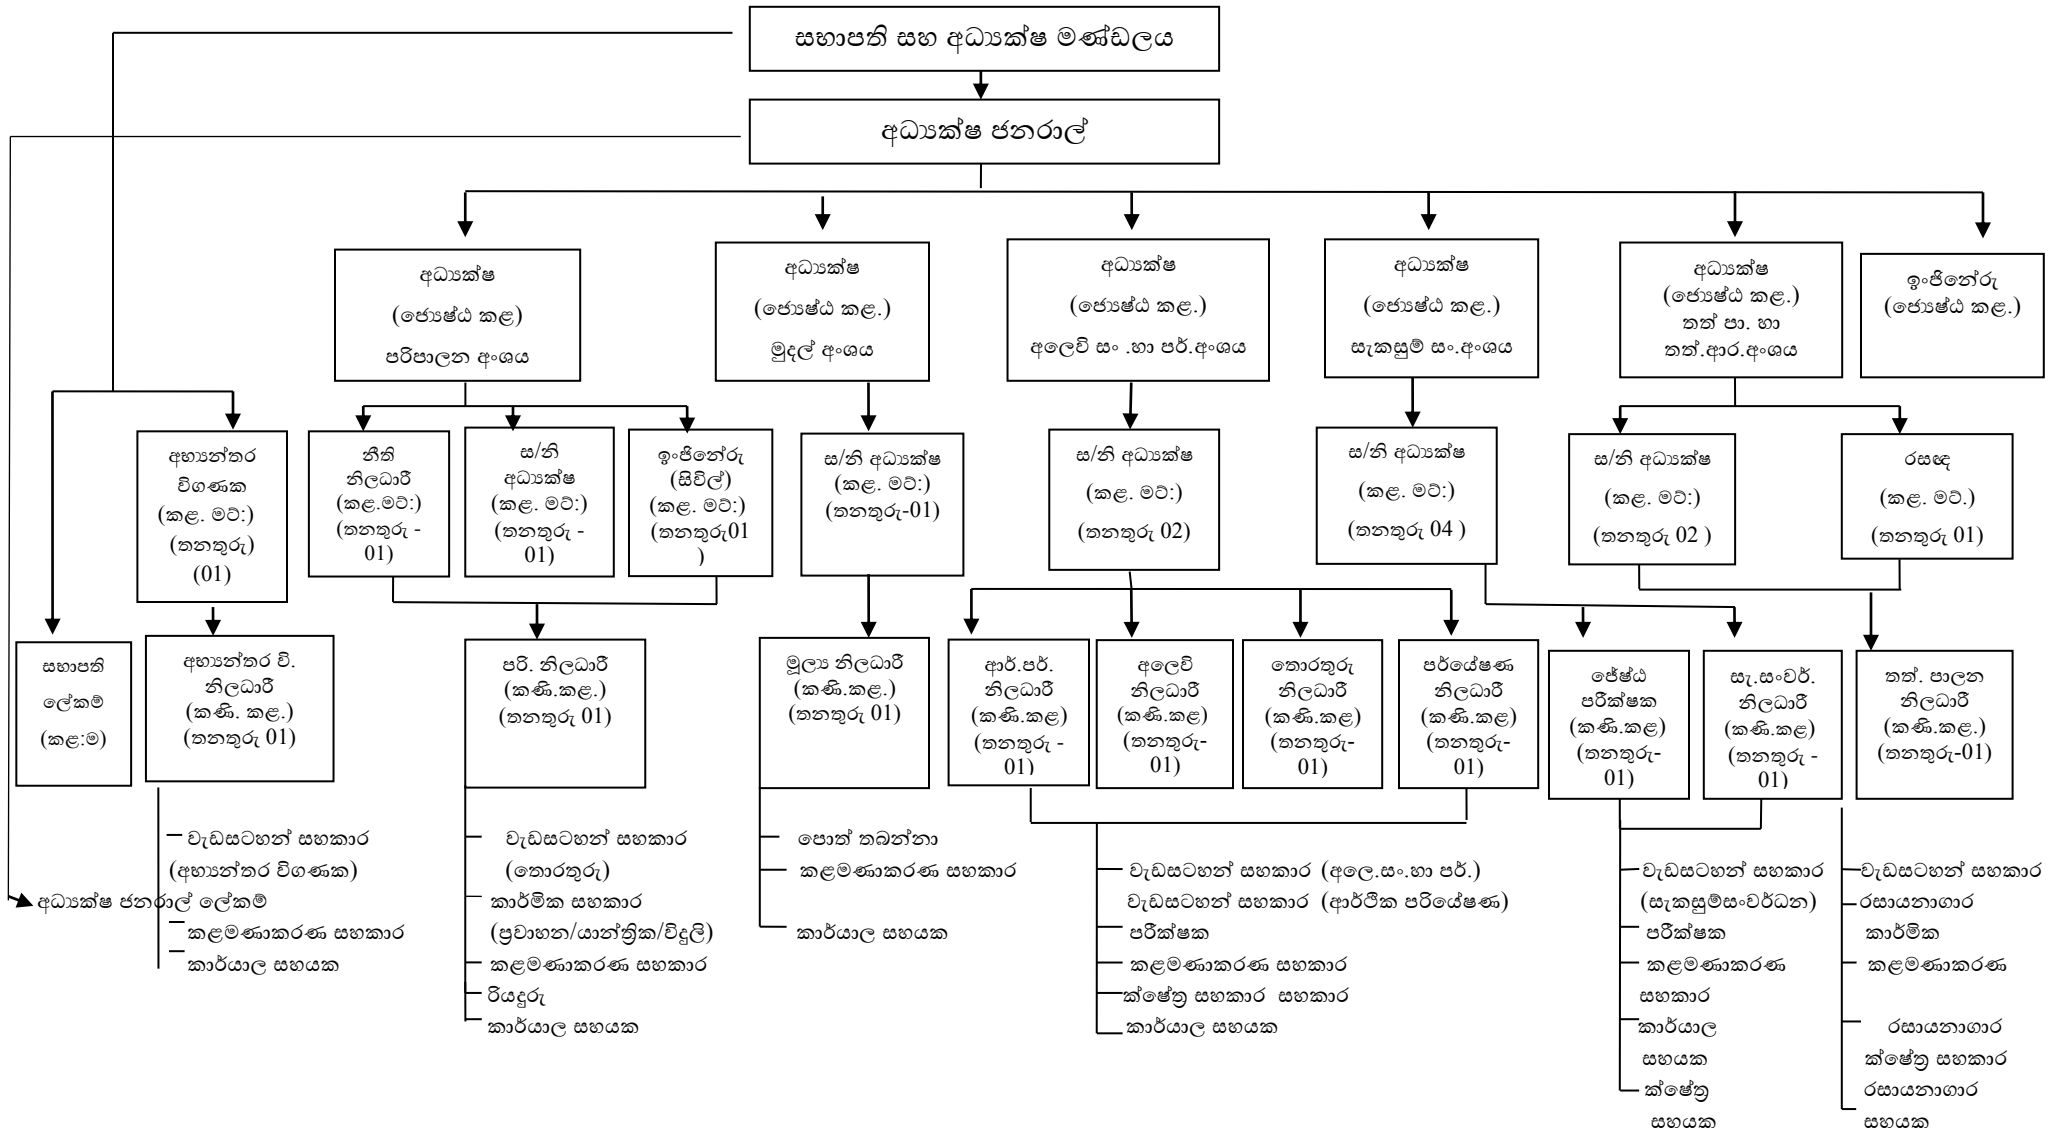 සභාපති සහ අධ්‍යක්ෂ මණ්ඩලය
අධ්‍යක්ෂ ජනරාල්
අධ්‍යක්ෂ
(ජ්‍යෙෂ්ඨ කළ)
පරිපාලන අංශය
අධ්‍යක්ෂ
(ජ්‍යෙෂ්ඨ කළ.)
මුදල් අංශය
අධ්‍යක්ෂ
(ජ්‍යෙෂ්ඨ කළ.)
අලෙවි සං .හා පර්.අංශය
අධ්‍යක්ෂ
(ජ්‍යෙෂ්ඨ කළ.)
සැකසුම් සං.අංශය
අධ්‍යක්ෂ
(ජ්‍යෙෂ්ඨ කළ.)
තත් පා. හා
තත්.ආර.අංශය
ඉංජිනේරු
(ජ්‍යෙෂ්ඨ කළ.)
අභ්‍යන්තර
විගණක
(කළ. මට්:)
(තනතුරු)
(01)
නීති
නිලධාරී
(කළ.මට්:)
(තනතුරු -
01)
ස/නි
අධ්‍යක්ෂ
(කළ. මට්:)
(තනතුරු -
01)
ඉංජිනේරු
(සිවිල්)
(කළ. මට්:)
(තනතුරු01
)
ස/නි අධ්‍යක්ෂ
(කළ. මට්:)
(තනතුරු-01)
ස/නි අධ්‍යක්ෂ
(කළ. මට්:)
(තනතුරු 02)
ස/නි අධ්‍යක්ෂ
(කළ. මට්:)
(තනතුරු 04 )
ස/නි අධ්‍යක්ෂ
(කළ. මට්:)
(තනතුරු 02 )
රසඥ
(කළ. මට්.)
(තනතුරු 01)
සභාපති
ලේකම්
(කළ:ම)
අභ්‍යන්තර වි.
නිලධාරී
(කණි. කළ.)
(තනතුරු 01)
පරි. නිලධාරී
(කණි.කළ.)
(තනතුරු 01)
මූල්‍ය නිලධාරී
(කණි.කළ.)
(තනතුරු 01)
ආර්.පර්.
නිලධාරී
(කණි.කළ)
(තනතුරු -
01)
අලෙවි
නිලධාරී
(කණි.කළ)
(තනතුරු-
01)
තොරතුරු
නිලධාරී
(කණි.කළ)
(තනතුරු-
01)
පර්යේෂණ
නිලධාරී
(කණි.කළ)
(තනතුරු-
01)
ජේෂ්ඨ
පරීක්ෂක
(කණි.කළ)
(තනතුරු-
01)
සැ.සංවර්.
නිලධාරී
(කණි.කළ)
(තනතුරු -
01)
තත්. පාලන
නිලධාරී
(කණි.කළ.)
(තනතුරු-01)
වැඩසටහන් සහකාර
(අභ්‍යන්තර විගණක)
අධ්‍යක්ෂ ජනරාල් ලේකම්
කළමණාකරණ සහකාර
කාර්යාල සහයක
වැඩසටහන් සහකාර
(තොරතුරු)
කාර්මික සහකාර
(ප්‍රවාහන/යාන්ත්‍රික/විදුලි)
කළමණාකරණ සහකාර
රියදුරු
කාර්යාල සහයක
පොත් තබන්නා
කළමණාකරණ සහකාර
කාර්යාල සහයක
වැඩසටහන් සහකාර (අලෙ.සං.හා පර්.)
වැඩසටහන් සහකාර (ආර්ථික පරියේෂණ)
පරීක්ෂක
කළමණාකරණ සහකාර
ක්ෂේත්‍ර සහකාර සහකාර
කාර්යාල සහයක
වැඩසටහන් සහකාර
(සැකසුම්සංවර්ධන)
පරීක්ෂක
කළමණාකරණ
සහකාර
කාර්යාල
සහයක
ක්ෂේත්‍ර
සහයක
වැඩසටහන් සහකාර
රසායනාගාර
කාර්මික
කළමණාකරණ
රසායනාගාර
ක්ෂේත්‍ර සහකාර
රසායනාගාර
සහයක